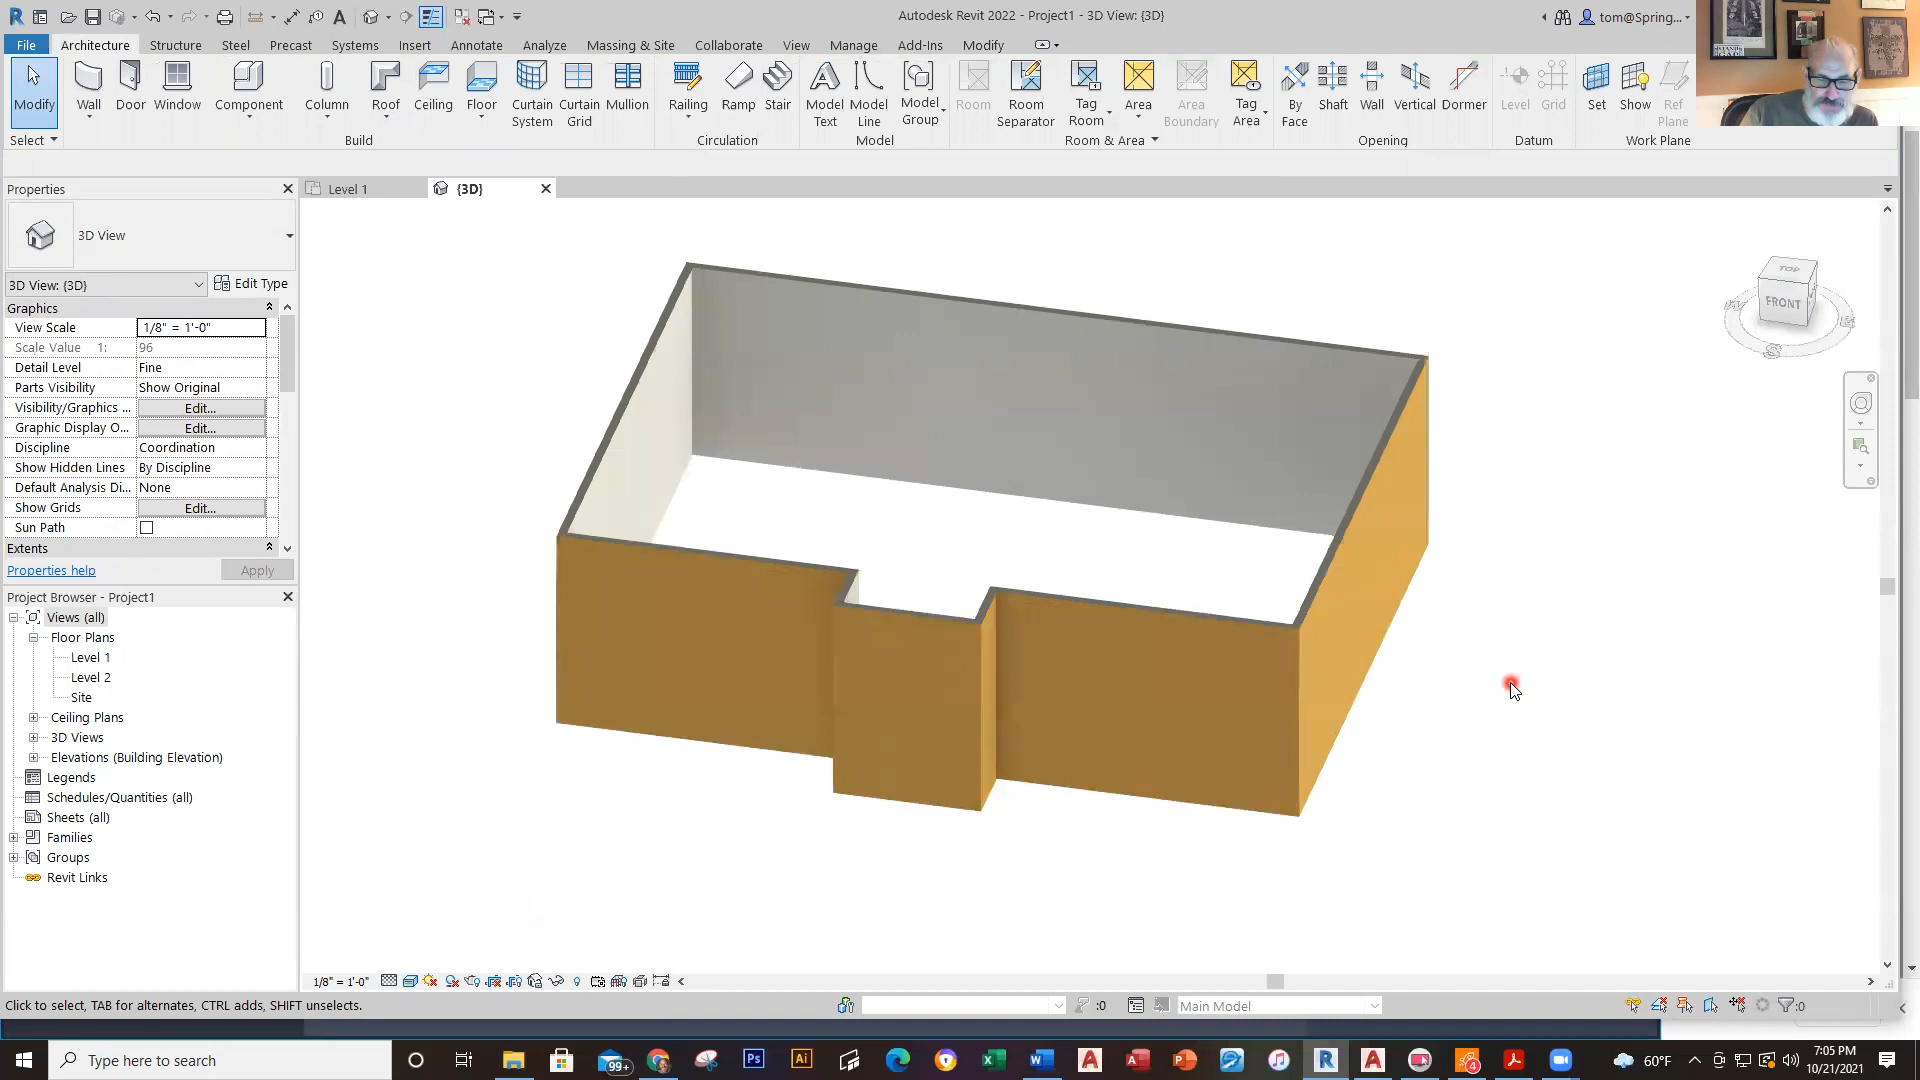 Autodesk Revit 2022 - Project1 - 3D View: {3D}
tom@Spring...
File Architecture Structure Steel Precast Systems Insert Annotate Analyze Massing & Site Collaborate View Manage Add-Ins Modify
Modify Wall Door Window Component Column Roof Ceiling Floor Curtain System Curtain Grid Mullion Railing Ramp Stair Model Text Model Line Model Group Room Room Separator Tag Room Area Area Boundary Tag Area By Face Shaft Wall Vertical Dormer Level Grid Set Show Ref Plane
Select Build Circulation Model Room & Area Opening Datum Work Plane
Properties
Level 1
{3D}
3D View
3D View: {3D}
Edit Type
Graphics
View Scale 1/8" = 1'-0"
Scale Value 1: 96
Detail Level Fine
Parts Visibility Show Original
Visibility/Graphics ... Edit...
Graphic Display O... Edit...
Discipline Coordination
Show Hidden Lines By Discipline
Default Analysis Di... None
Show Grids Edit...
Sun Path
Extents
Properties help
Apply
Project Browser - Project1
Views (all)
Floor Plans
Level 1
Level 2
Site
Ceiling Plans
3D Views
Elevations (Building Elevation)
Legends
Schedules/Quantities (all)
Sheets (all)
Families
Groups
Revit Links
TOP
FRONT
S
E
1/8" = 1'-0"
Click to select, TAB for alternates, CTRL adds, SHIFT unselects.
:0
Main Model
:0
Type here to search
99+
Ps
Ai
4
60°F
7:05 PM
10/21/2021